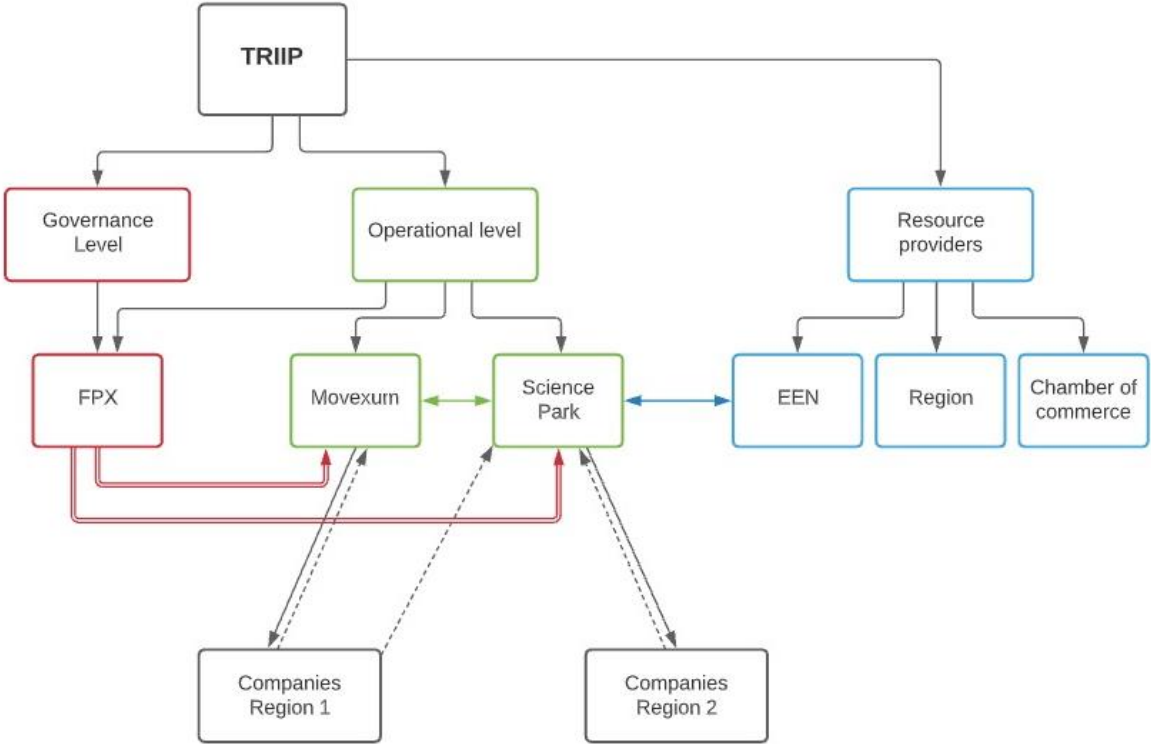 TRIIP
Governance
Level
Operational level
Resource
providers
FPX
Movexum
Science
Park
EEN
Region
Chamber of
commerce
Companies
Region 1
Companies
Region 2